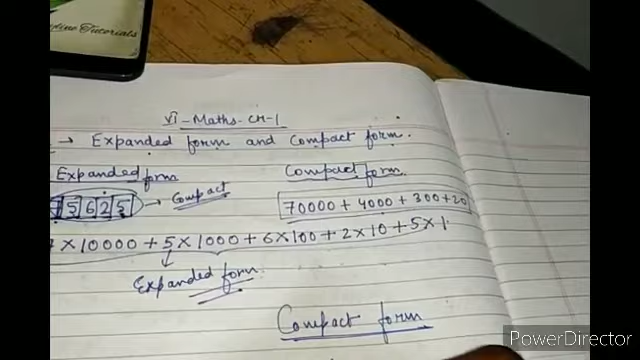 Tutorials
VI - Maths - CH-1
→ Expanded form and Compact form.
Expanded form
Compact form.
5 6 2 5 → Compact
70000 + 4000 + 300 + 20
7 × 10000 + 5 × 1000 + 6 × 100 + 2 × 10 + 5 × 1
Expanded form
Compact form
PowerDirector